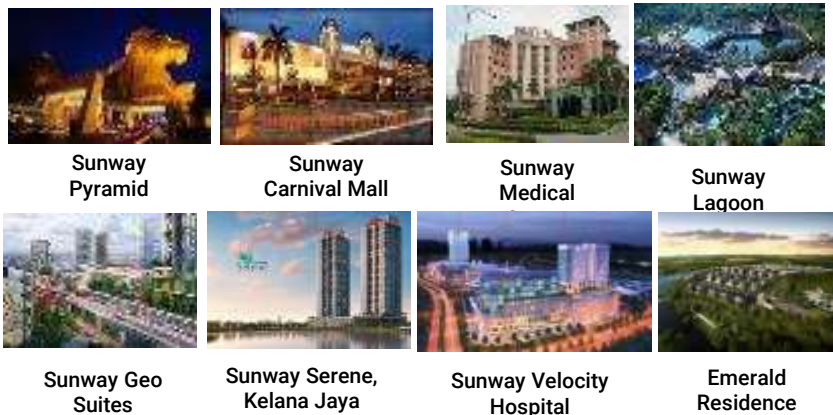 Sunway
Pyramid
Sunway
Carnival Mall
Sunway
Medical
Sunway
Lagoon
Sunway Geo
Suites
Sunway Serene,
Kelana Jaya
Sunway Velocity
Hospital
Emerald
Residence